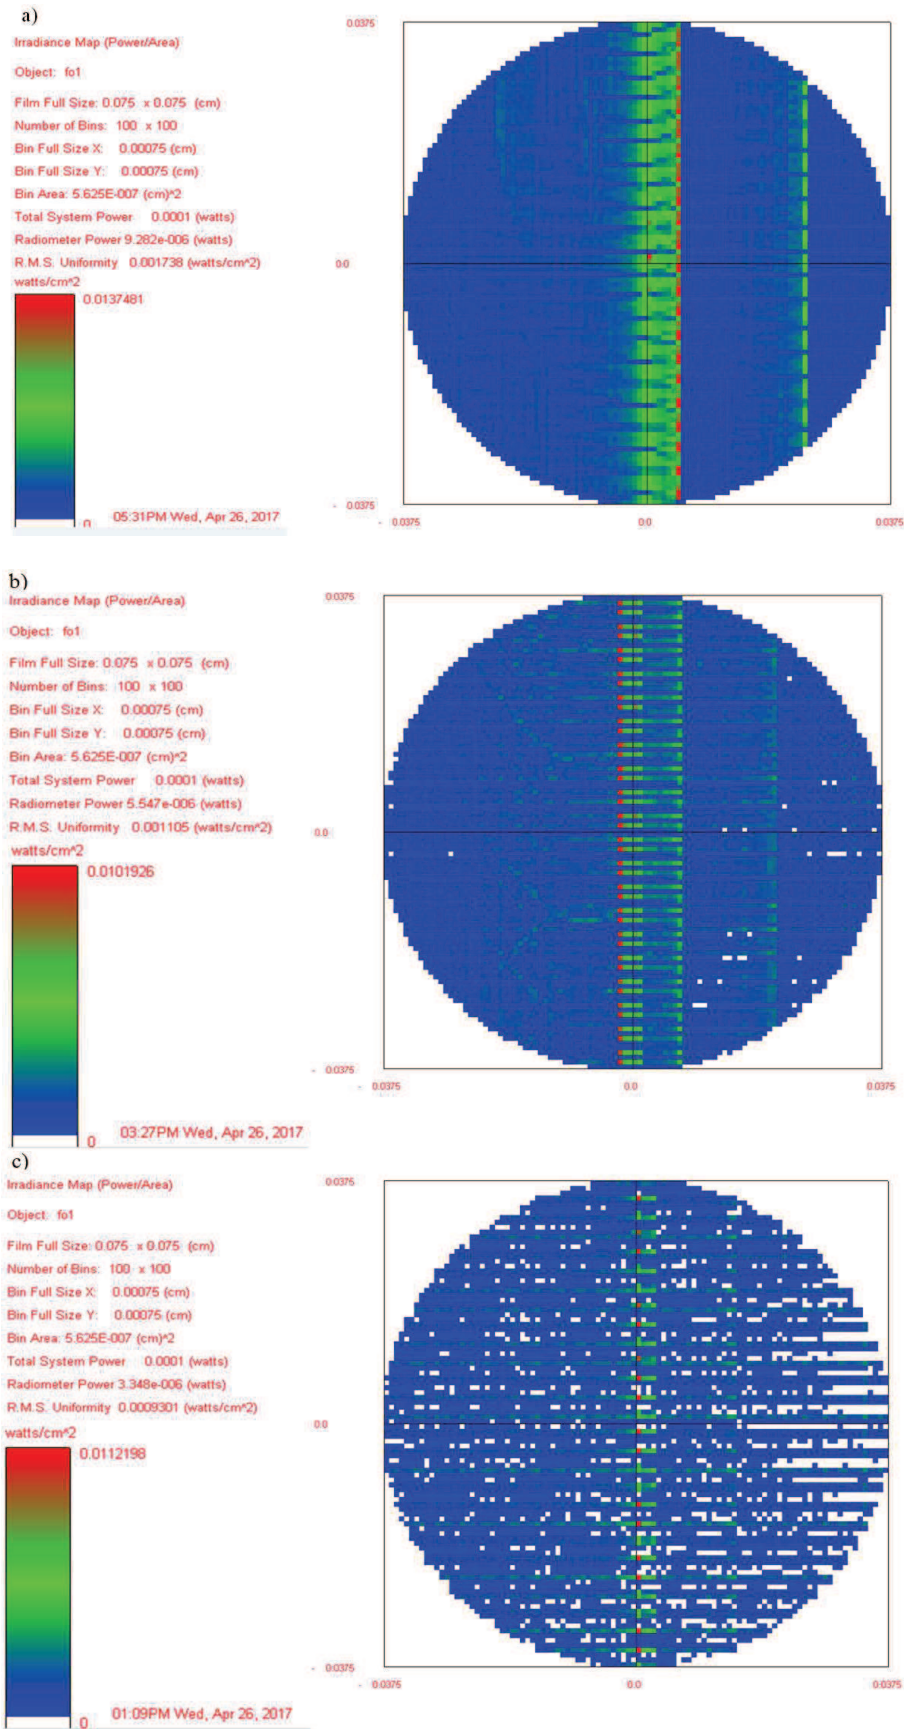 a)
Irradiance Map (Power/Area)
Object: fo1
Film Full Size: 0.075 x 0.075 (cm)
Number of Bins: 100 x 100
Bin Full Size X: 0.00075 (cm)
Bin Full Size Y: 0.00075 (cm)
Bin Area: 5.625E-007 (cm)^2
Total System Power 0.0001 (watts)
Radiometer Power 9.282e-006 (watts)
R.M.S. Uniformity 0.001738 (watts/cm^2)
watts/cm^2
0.0137481
0
05:31PM Wed, Apr 26, 2017
0.0375
0.0
- 0.0375
- 0.0375
0.0
0.0375
b)
Irradiance Map (Power/Area)
Object: fo1
Film Full Size: 0.075 x 0.075 (cm)
Number of Bins: 100 x 100
Bin Full Size X: 0.00075 (cm)
Bin Full Size Y: 0.00075 (cm)
Bin Area: 5.625E-007 (cm)^2
Total System Power 0.0001 (watts)
Radiometer Power 5.547e-006 (watts)
R.M.S. Uniformity 0.001105 (watts/cm^2)
watts/cm^2
0.0101926
0
03:27PM Wed, Apr 26, 2017
0.0375
0.0
- 0.0375
- 0.0375
0.0
0.0375
c)
Irradiance Map (Power/Area)
Object: fo1
Film Full Size: 0.075 x 0.075 (cm)
Number of Bins: 100 x 100
Bin Full Size X: 0.00075 (cm)
Bin Full Size Y: 0.00075 (cm)
Bin Area: 5.625E-007 (cm)^2
Total System Power 0.0001 (watts)
Radiometer Power 3.348e-006 (watts)
R.M.S. Uniformity 0.0009301 (watts/cm^2)
watts/cm^2
0.0112198
0
01:09PM Wed, Apr 26, 2017
0.0375
0.0
- 0.0375
- 0.0375
0.0
0.0375